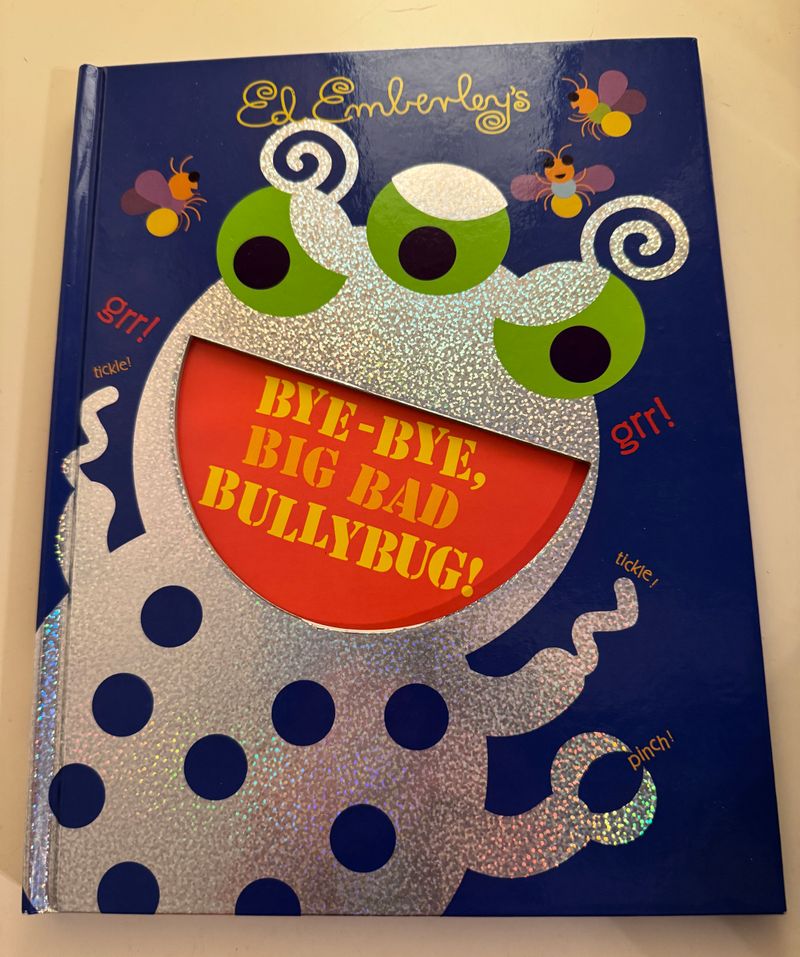 Ed Emberley's
grr!
tickle!
BYE-BYE,
BIG BAD
BULLYBUG!
grr!
tickle!
pinch!